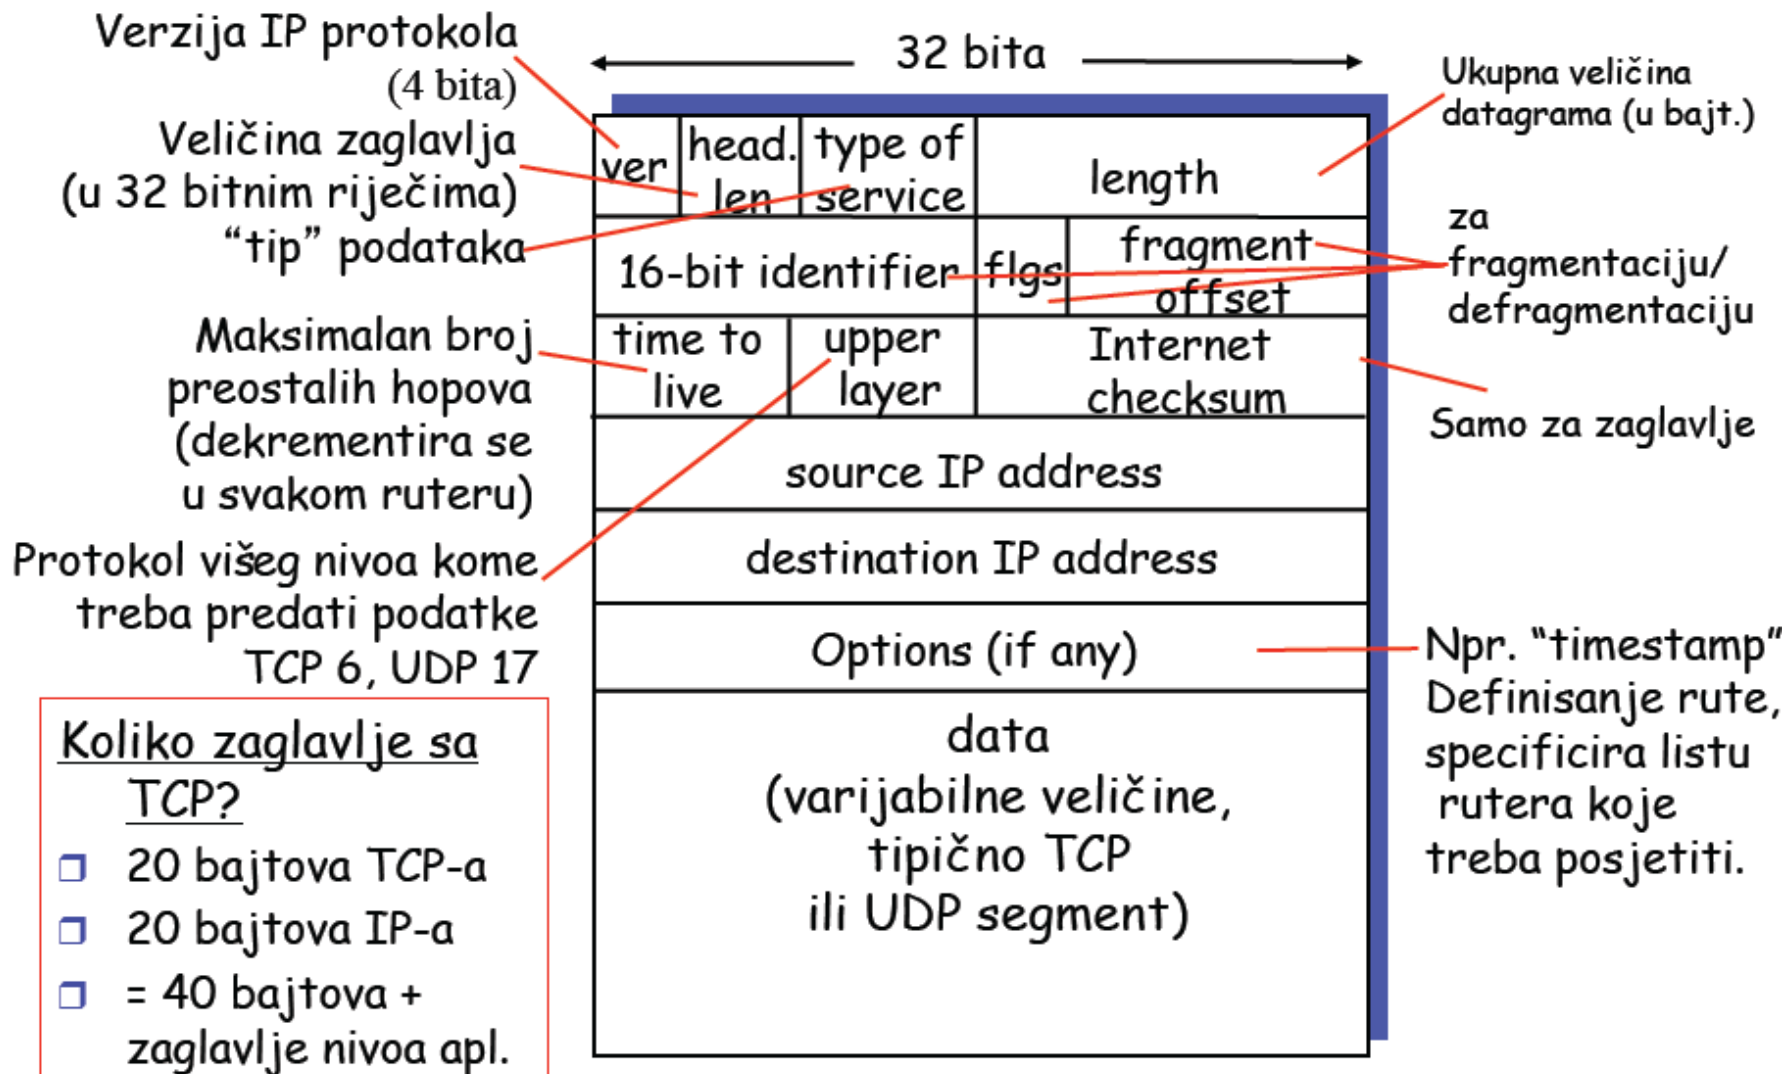 Verzija IP protokola
(4 bita)
Veličina zaglavlja
(u 32 bitnim riječima)
“tip” podataka
Maksimalan broj
preostalih hopova
(dekrementira se
u svakom ruteru)
Protokol višeg nivoa kome
treba predati podatke
TCP 6, UDP 17
Koliko zaglavlje sa
TCP?
20 bajtova TCP-a
20 bajtova IP-a
= 40 bajtova +
zaglavlje nivoa apl.
32 bita
ver
head.
len
type of
service
length
16-bit identifier
flgs
fragment
offset
time to
live
upper
layer
Internet
checksum
source IP address
destination IP address
Options (if any)
data
(varijabilne veličine,
tipično TCP
ili UDP segment)
Ukupna veličina
datagrama (u bajt.)
za
fragmentaciju/
defragmentaciju
Samo za zaglavlje
Npr. “timestamp”
Definisanje rute,
specificira listu
rutera koje
treba posjetiti.